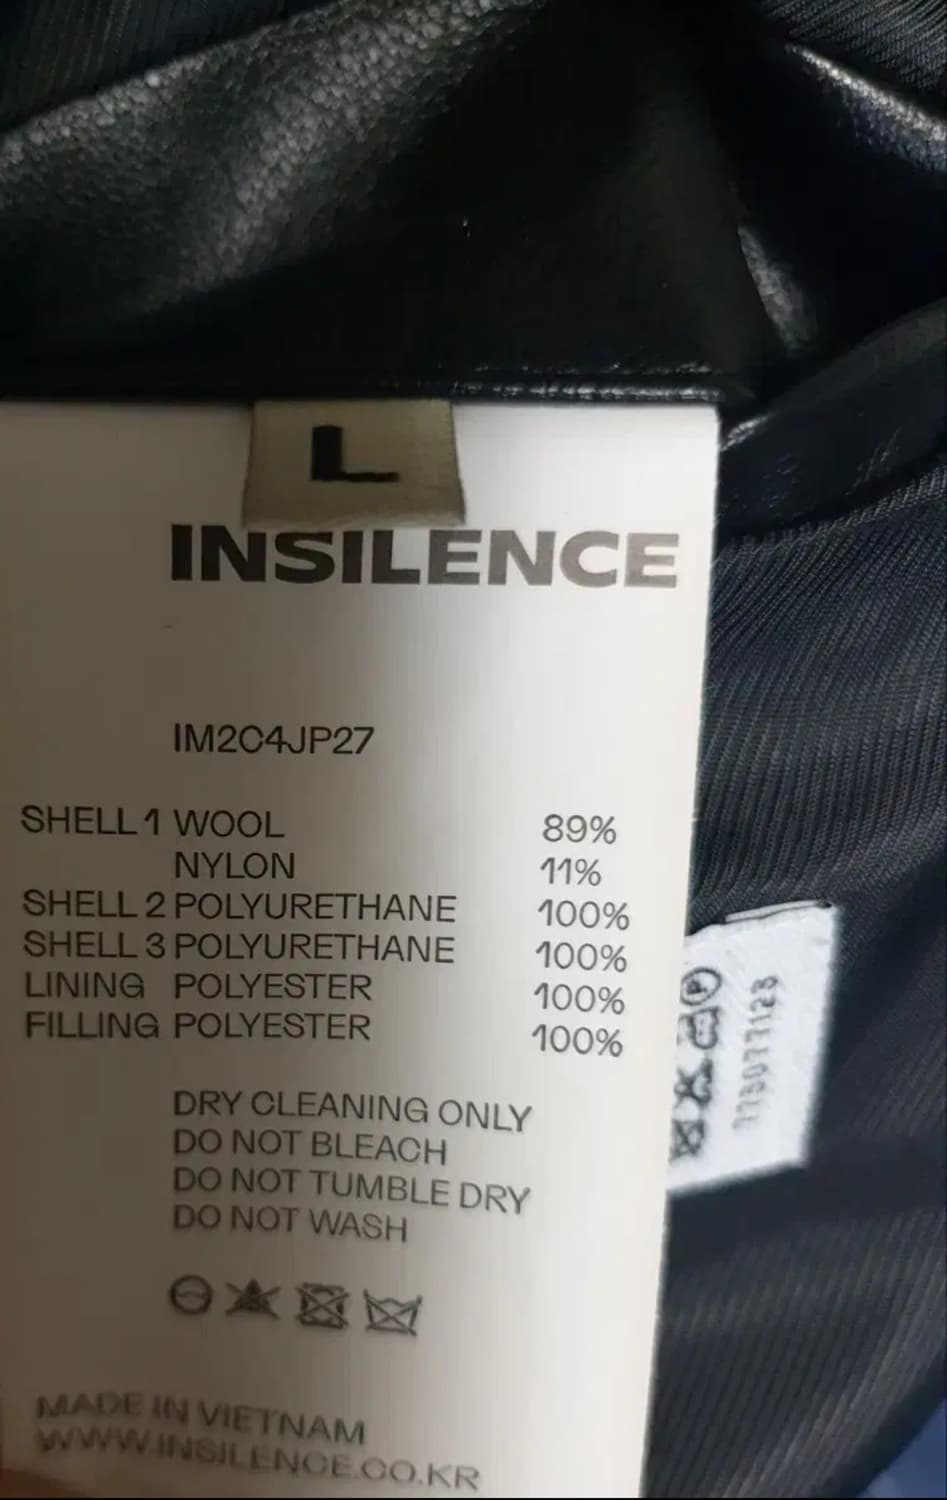 L
INSILENCE
IM2C4JP27
SHELL 1 WOOL 89%
NYLON 11%
SHELL 2 POLYURETHANE 100%
SHELL 3 POLYURETHANE 100%
LINING POLYESTER 100%
FILLING POLYESTER 100%
DRY CLEANING ONLY
DO NOT BLEACH
DO NOT TUMBLE DRY
DO NOT WASH
MADE IN VIETNAM
WWW.INSILENCE.CO.KR
P